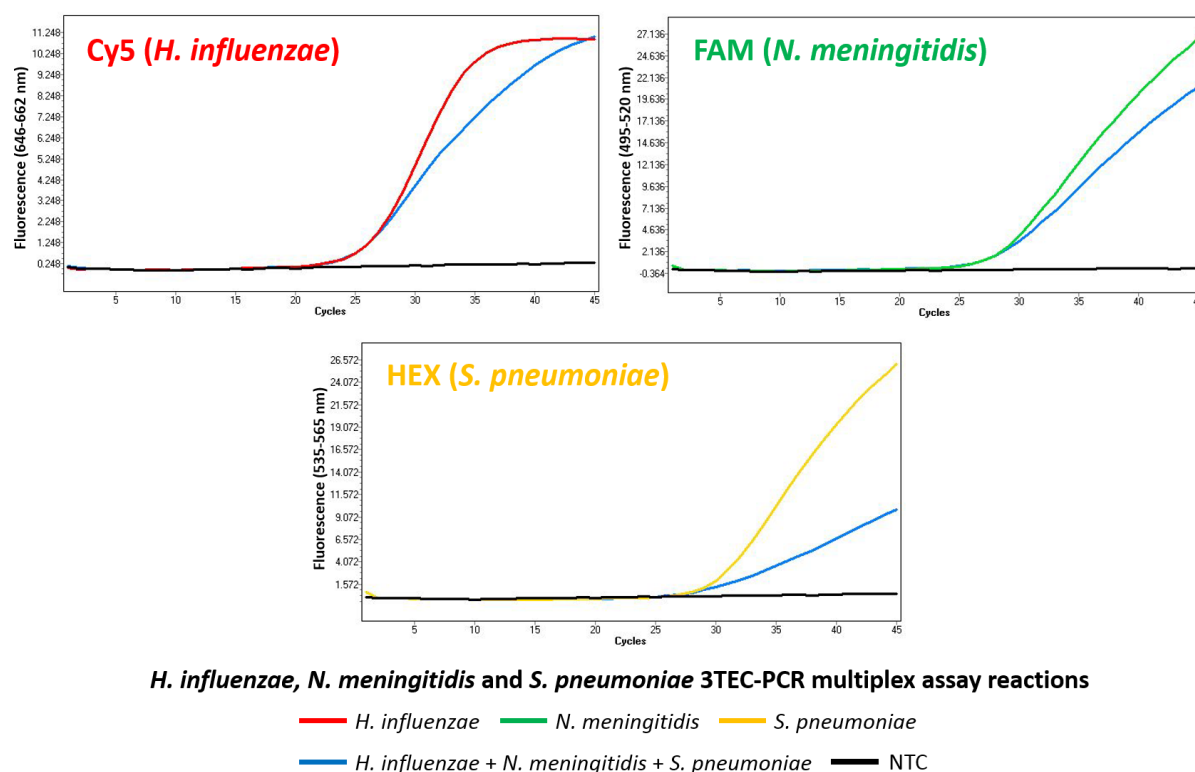 Cy5 (H. influenzae)
Fluorescence (646-662 nm)
11.248
10.248
9.248
8.248
7.248
6.248
5.248
4.248
3.248
2.248
1.248
0.248
5 10 15 20 25 30 35 40 45
Cycles
FAM (N. meningitidis)
Fluorescence (495-520 nm)
27.136
24.636
22.136
19.636
17.136
14.636
12.136
9.636
7.136
4.636
2.136
-0.364
5 10 15 20 25 30 35 40
Cycles
HEX (S. pneumoniae)
Fluorescence (535-565 nm)
26.572
24.072
21.572
19.072
16.572
14.072
11.572
9.072
6.572
4.072
1.572
5 10 15 20 25 30 35 40 45
Cycles
H. influenzae, N. meningitidis and S. pneumoniae 3TEC-PCR multiplex assay reactions
H. influenzae N. meningitidis S. pneumoniae
H. influenzae + N. meningitidis + S. pneumoniae NTC